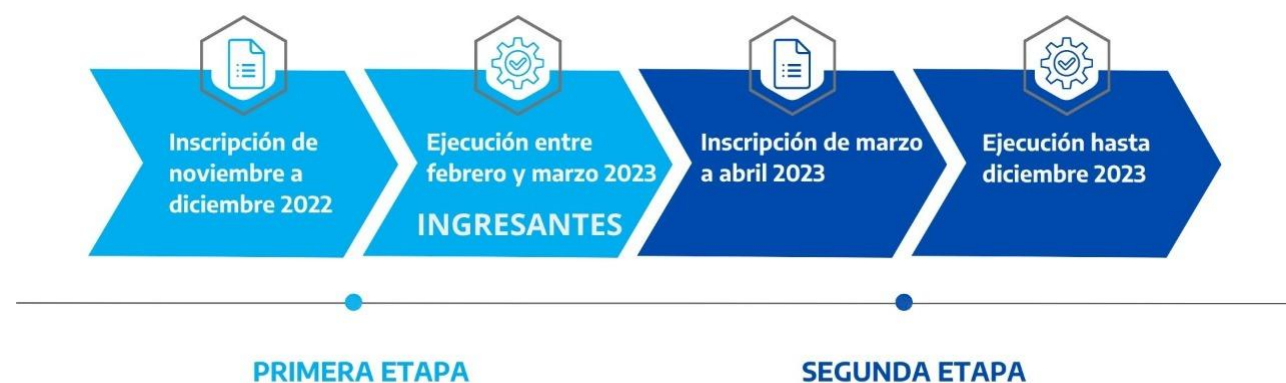 Inscripción de
noviembre a
diciembre 2022
Ejecución entre
febrero y marzo 2023
INGRESANTES
Inscripción de marzo
a abril 2023
Ejecución hasta
diciembre 2023
PRIMERA ETAPA
SEGUNDA ETAPA